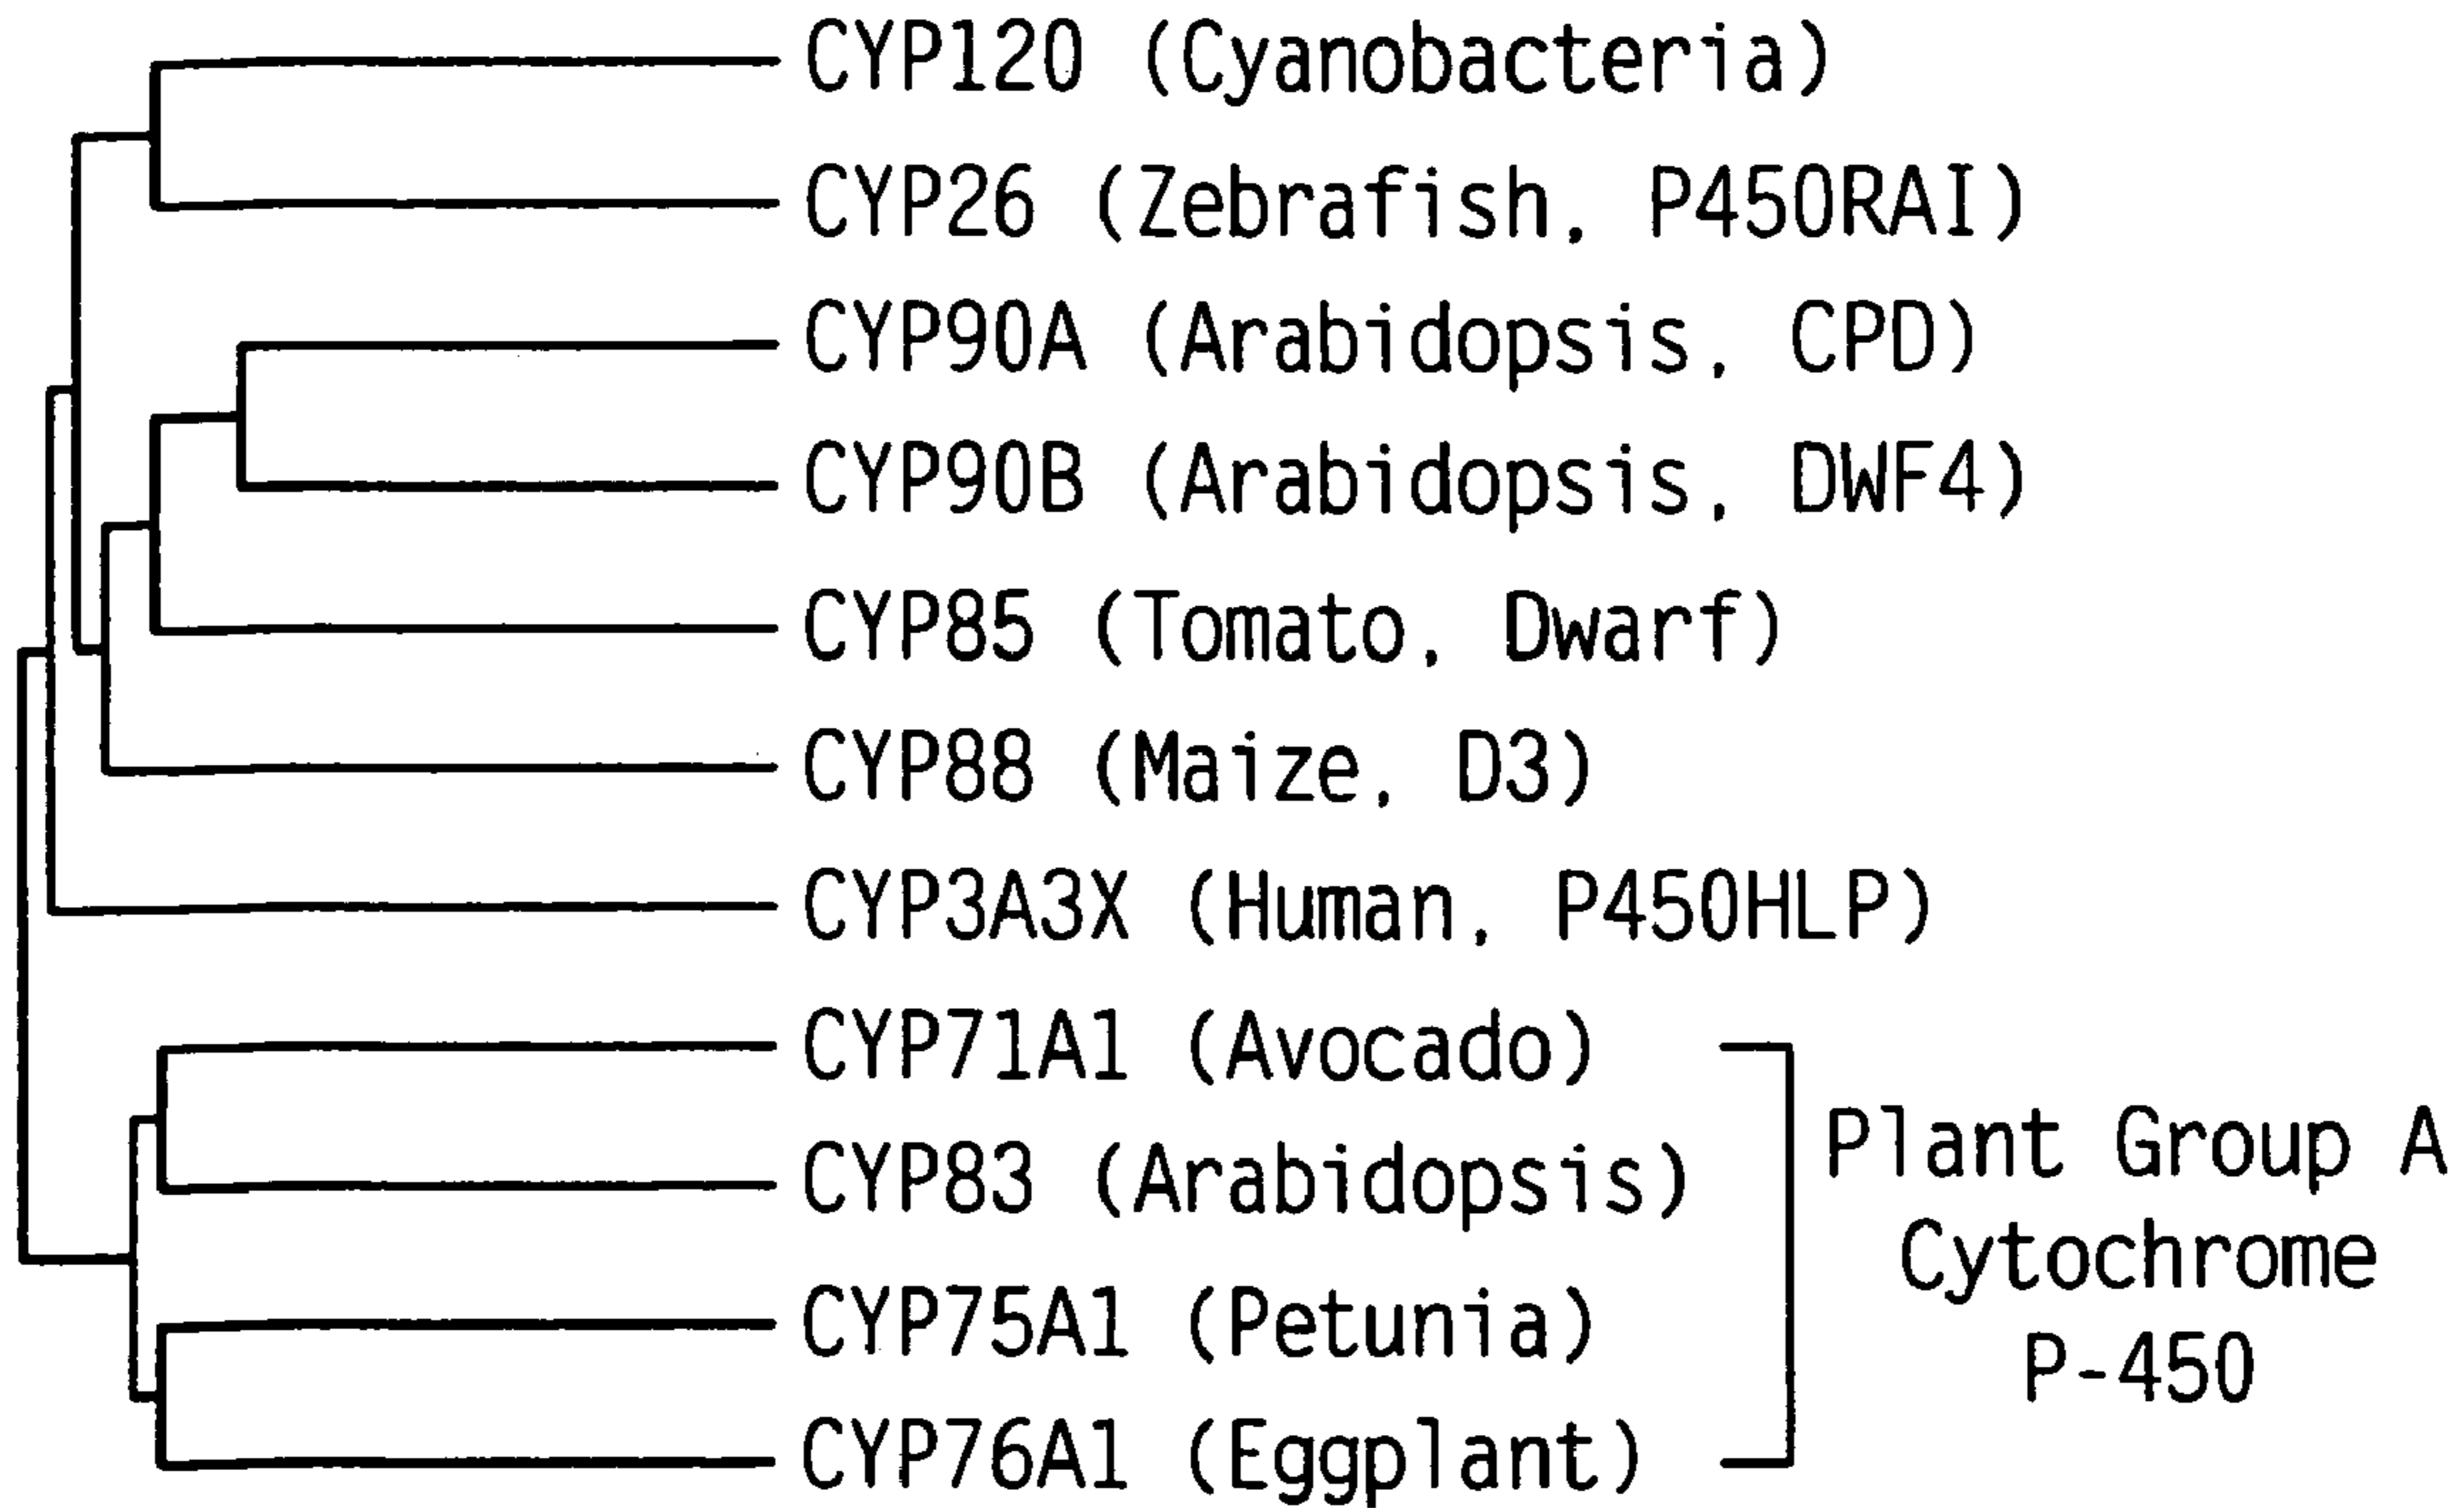 CYP120 (Cyanobacteria)
CYP26 (Zebrafish, P450RAI)
CYP90A (Arabidopsis, CPD)
CYP90B (Arabidopsis, DWF4)
CYP85 (Tomato, Dwarf)
CYP88 (Maize, D3)
CYP3A3X (Human, P450HLP)
CYP71A1 (Avocado)
CYP83 (Arabidopsis)
CYP75A1 (Petunia)
CYP76A1 (Eggplant)
Plant Group A
Cytochrome
P-450